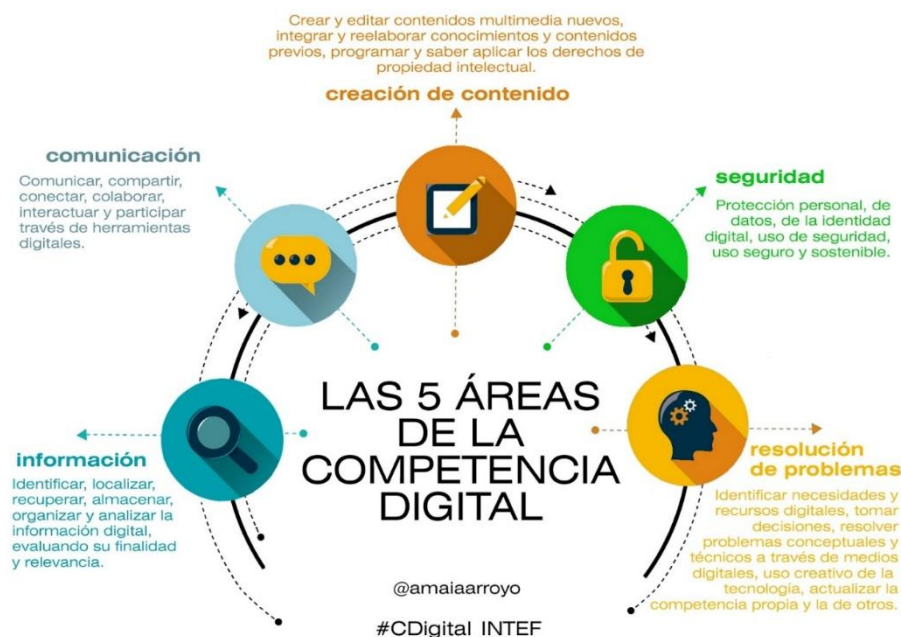 Crear y editar contenidos multimedia nuevos,
integrar y reelaborar conocimientos y contenidos
previos, programar y saber aplicar los derechos de
propiedad intelectual.
creación de contenido
comunicación
Comunicar, compartir,
conectar, colaborar,
interactuar y participar
través de herramientas
digitales.
seguridad
Protección personal, de
datos, de la identidad
digital, uso de seguridad,
uso seguro y sostenible.
información
Identificar, localizar,
recuperar, almacenar,
organizar y analizar la
información digital,
evaluando su finalidad
y relevancia.
LAS 5 ÁREAS
DE LA
COMPETENCIA
DIGITAL
resolución
de problemas
Identificar necesidades y
recursos digitales, tomar
decisiones, resolver
problemas conceptuales y
técnicos a través de medios
digitales, uso creativo de la
tecnología, actualizar la
competencia propia y la de otros.
@amaiaarroyo
#CDigital INTEF